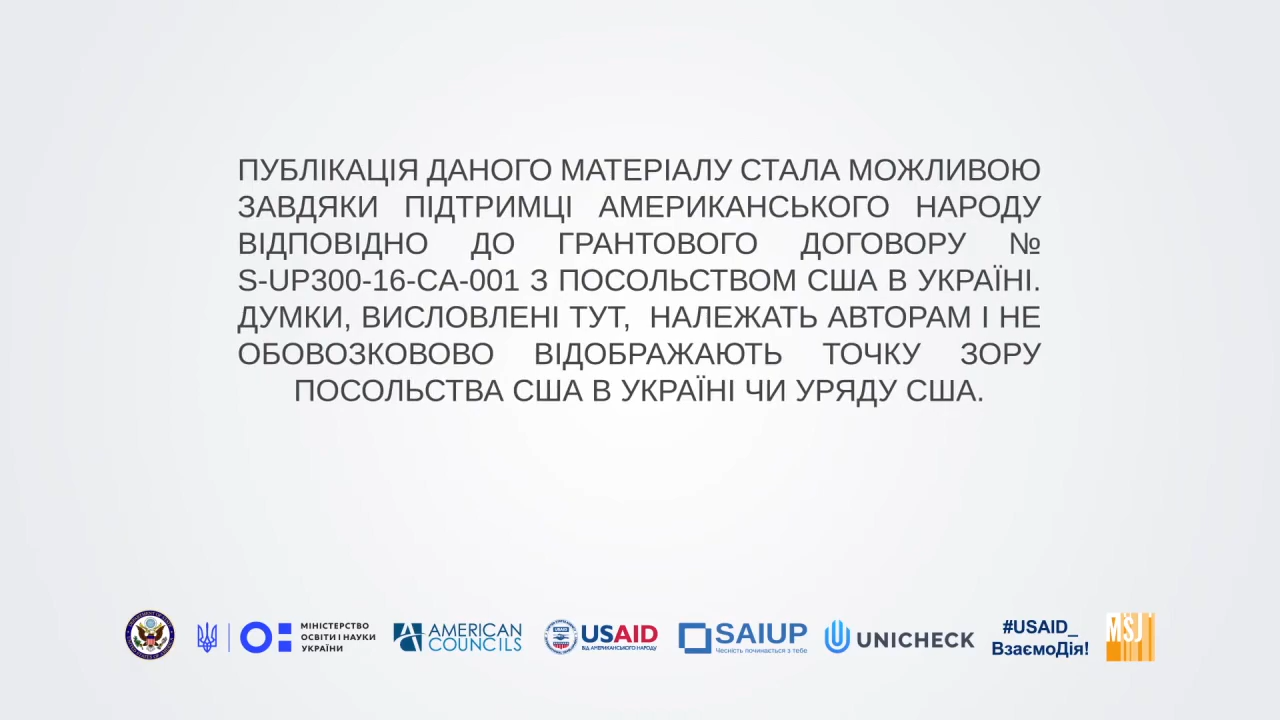 ПУБЛІКАЦІЯ ДАНОГО МАТЕРІАЛУ СТАЛА МОЖЛИВОЮ
ЗАВДЯКИ ПІДТРИМЦІ АМЕРИКАНСЬКОГО НАРОДУ
ВІДПОВІДНО ДО ГРАНТОВОГО ДОГОВОРУ №
S-UP300-16-CA-001 З ПОСОЛЬСТВОМ США В УКРАЇНІ.
ДУМКИ, ВИСЛОВЛЕНІ ТУТ, НАЛЕЖАТЬ АВТОРАМ І НЕ
ОБОВОЗКОВОВО ВІДОБРАЖАЮТЬ ТОЧКУ ЗОРУ
ПОСОЛЬСТВА США В УКРАЇНІ ЧИ УРЯДУ США.
МІНІСТЕРСТВО
ОСВІТИ І НАУКИ
УКРАЇНИ
AMERICAN
COUNCILS
USAID
ВІД АМЕРИКАНСЬКОГО НАРОДУ
SAIUP
Чесність починається з тебе
UNICHECK
#USAID_
ВзаємоДія!
MSJ